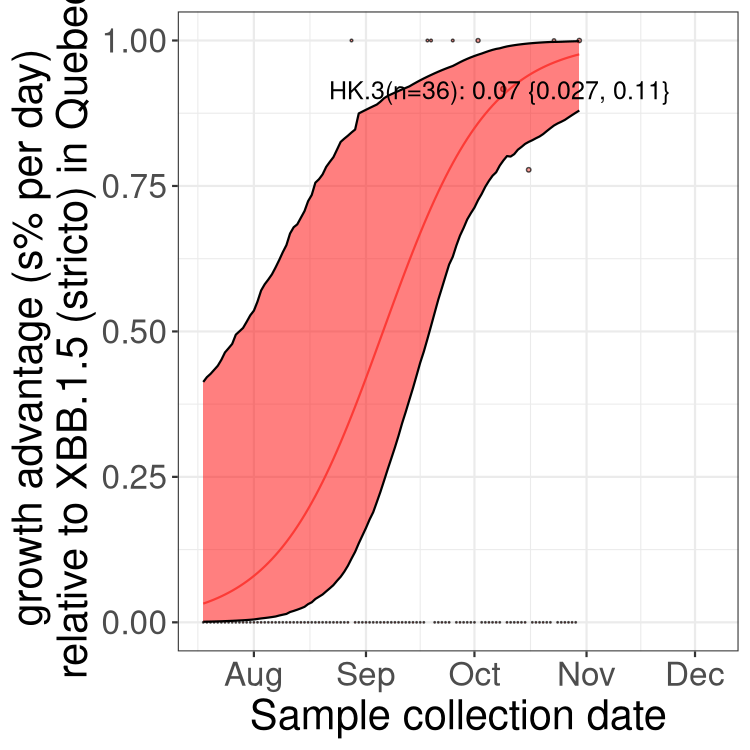 growth advantage (s% per day)
relative to XBB.1.5 (stricto) in Quebec
1.00
0.75
0.50
0.25
0.00
HK.3(n=36): 0.07 {0.027, 0.11}
Aug Sep Oct Nov Dec
Sample collection date